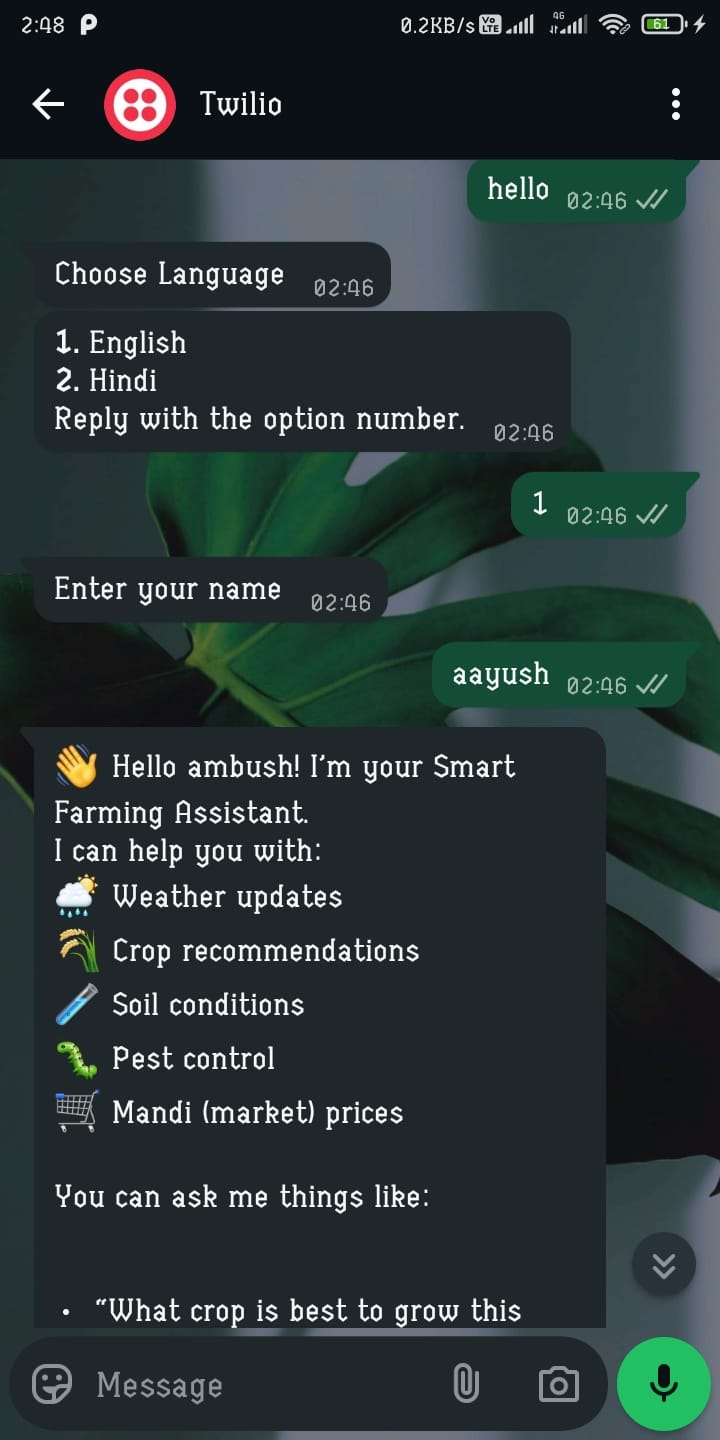 2:48
0.2KB/s Vo LTE 4G 61
Twilio
hello 02:46
Choose Language 02:46
1. English
2. Hindi
Reply with the option number. 02:46
1 02:46
Enter your name 02:46
aayush 02:46
👋 Hello ambush! I'm your Smart
Farming Assistant.
I can help you with:
🌦️ Weather updates
🌾 Crop recommendations
🧪 Soil conditions
🐛 Pest control
🛒 Mandi (market) prices
You can ask me things like:
• “What crop is best to grow this
Message